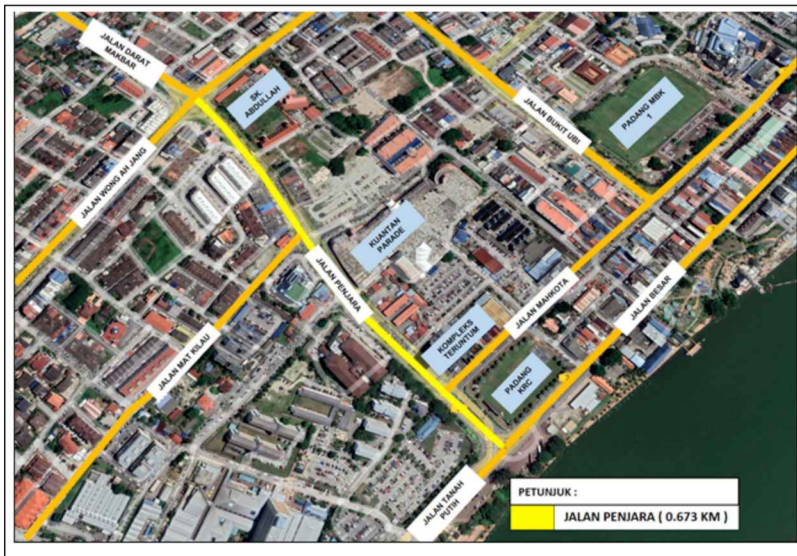 JALAN DARAT
MAKBAR
SK.
ABDULLAH
JALAN WONG AH JANG
JALAN BUKIT UBI
PADANG MBK
1
KUANTAN
PARADE
JALAN PENJARA
JALAN MAT KILAU
KOMPLEKS
TERUNTUM
JALAN MAHKOTA
JALAN BESAR
PADANG
KRC
JALAN TANAH
PUTIH
PETUNJUK :
JALAN PENJARA ( 0.673 KM )